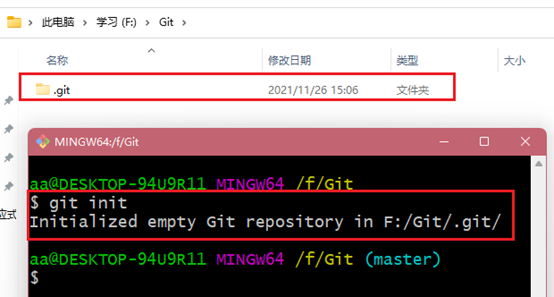 此电脑 › 学习 (F:) › Git ›
名称 修改日期 类型 大小
.git 2021/11/26 15:06 文件夹
MINGW64:/f/Git
aa@DESKTOP-94U9R11 MINGW64 /f/Git
$ git init
应式
Initialized empty Git repository in F:/Git/.git/
aa@DESKTOP-94U9R11 MINGW64 /f/Git (master)
$